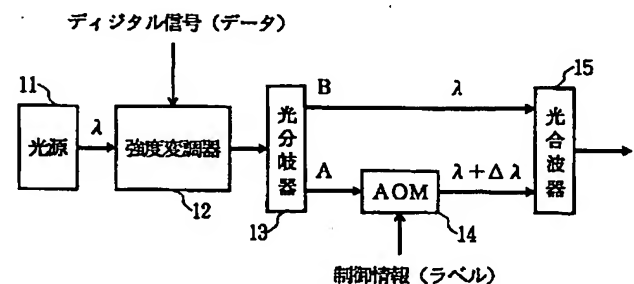 ディジタル信号（データ）
11
光源
λ
強度変調器
12
光分岐器
13
B
λ
A
AOM
14
λ+Δλ
15
光合波器
制御情報（ラベル）